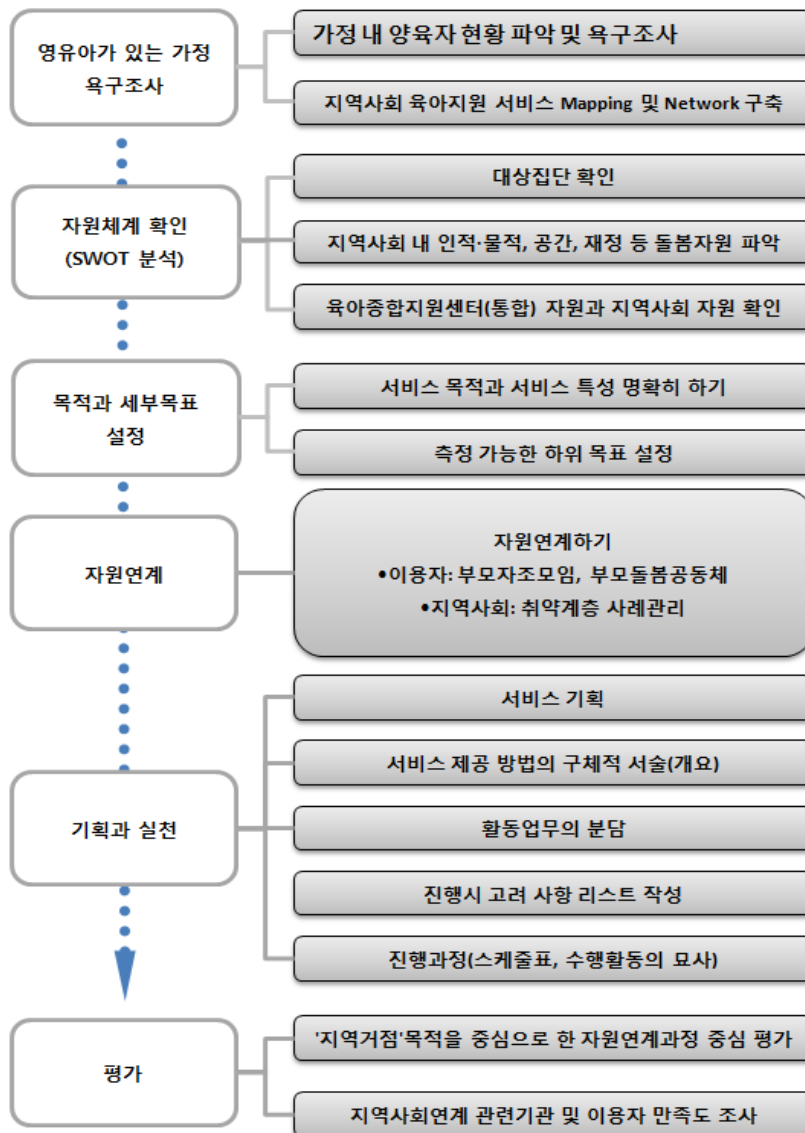 영유아가 있는 가정
욕구조사
가정 내 양육자 현황 파악 및 욕구조사
지역사회 육아지원 서비스 Mapping 및 Network 구축
자원체계 확인
(SWOT 분석)
대상집단 확인
지역사회 내 인적·물적, 공간, 재정 등 돌봄자원 파악
육아종합지원센터(통합) 자원과 지역사회 자원 확인
목적과 세부목표
설정
서비스 목적과 서비스 특성 명확히 하기
측정 가능한 하위 목표 설정
자원연계
자원연계하기
•이용자: 부모자조모임, 부모돌봄공동체
•지역사회: 취약계층 사례관리
기획과 실천
서비스 기획
서비스 제공 방법의 구체적 서술(개요)
활동업무의 분담
진행시 고려 사항 리스트 작성
진행과정(스케줄표, 수행활동의 묘사)
평가
'지역거점'목적을 중심으로 한 자원연계과정 중심 평가
지역사회연계 관련기관 및 이용자 만족도 조사